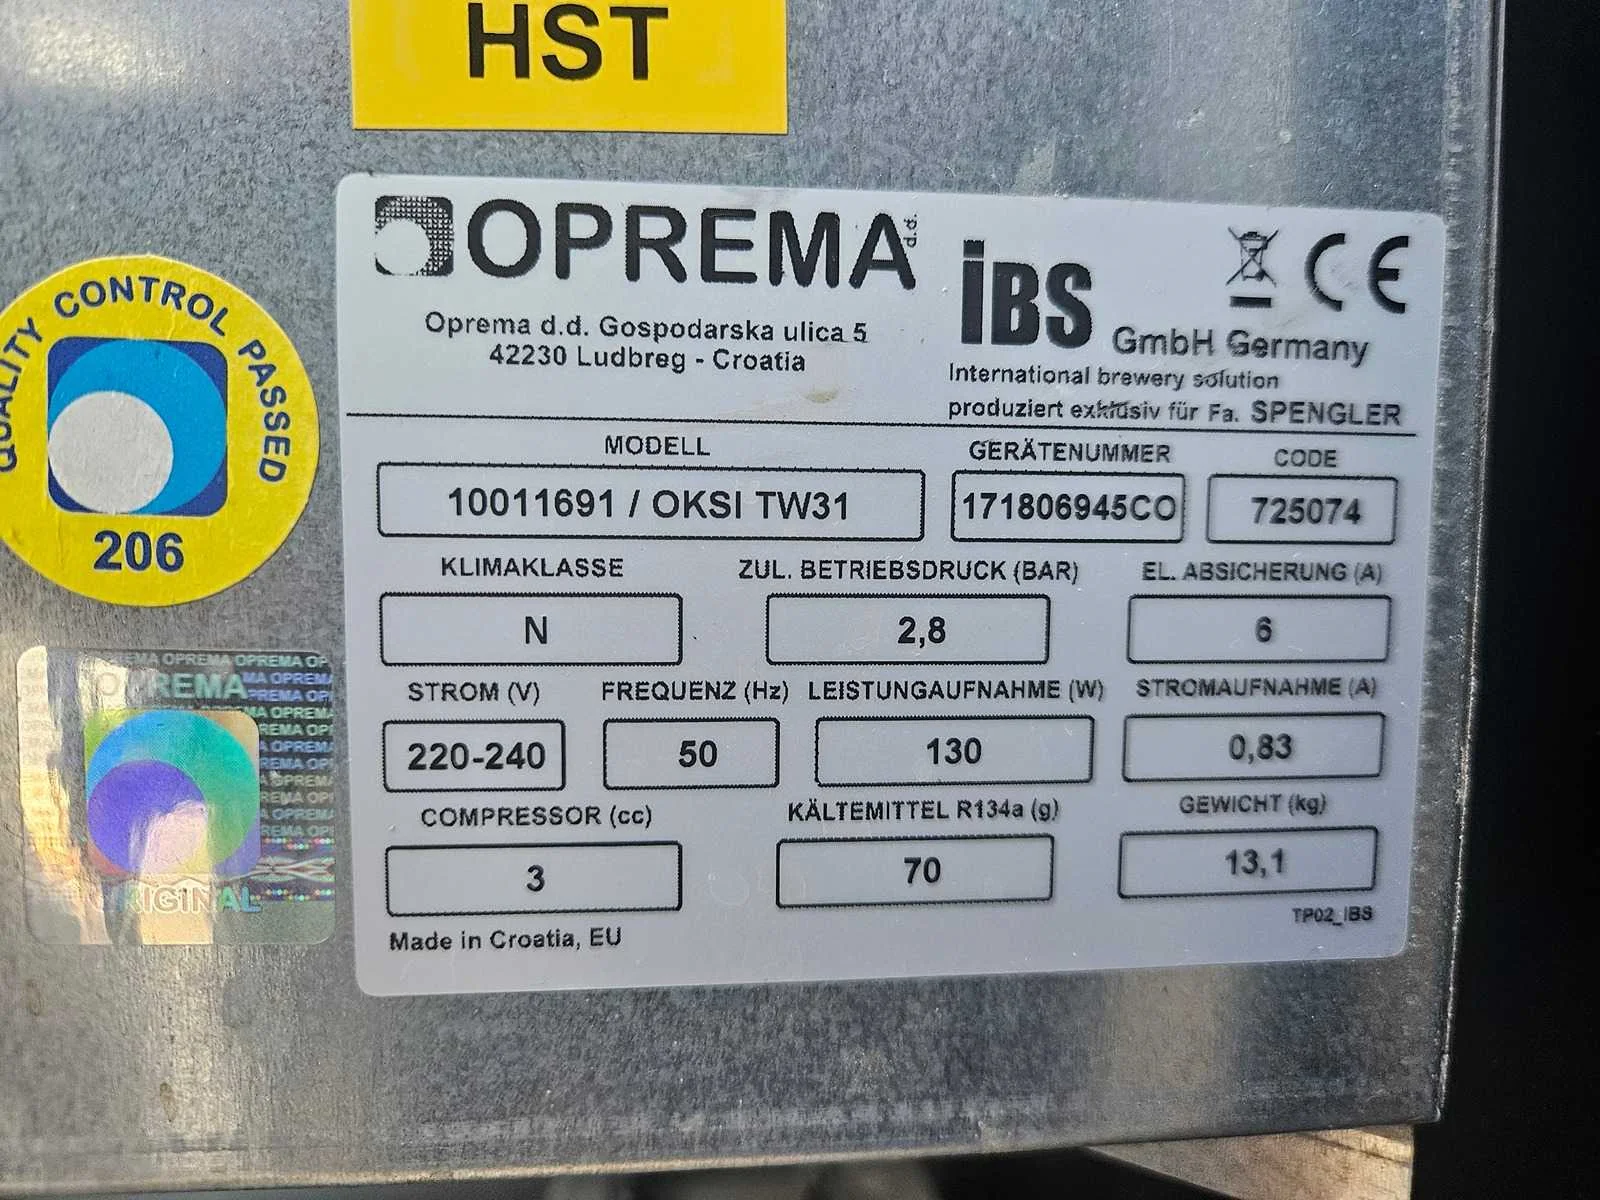 HST
OPREMA d.d.
Oprema d.d. Gospodarska ulica 5
42230 Ludbreg - Croatia
iBS GmbH Germany
International brewery solution
produziert exklusiv für Fa. SPENGLER
CE
MODELL
10011691 / OKSI TW31
GERÄTENUMMER
171806945CO
CODE
725074
KLIMAKLASSE
N
ZUL. BETRIEBSDRUCK (BAR)
2,8
EL. ABSICHERUNG (A)
6
STROM (V)
220-240
FREQUENZ (Hz)
50
LEISTUNGAUFNAHME (W)
130
STROMAUFNAHME (A)
0,83
COMPRESSOR (cc)
3
KÄLTEMITTEL R134a (g)
70
GEWICHT (kg)
13,1
TP02_IBS
Made in Croatia, EU
QUALITY CONTROL PASSED
206
OPREMA
ORIGINAL